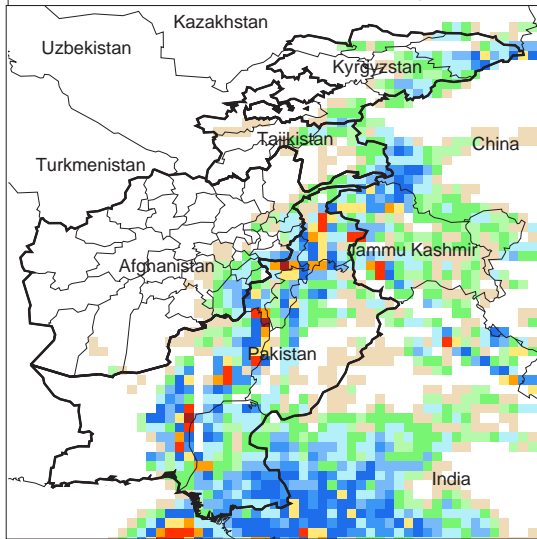 Kazakhstan
Uzbekistan
Kyrgyzstan
Tajikistan
China
Turkmenistan
Jammu Kashmir
Afghanistan
Pakistan
India